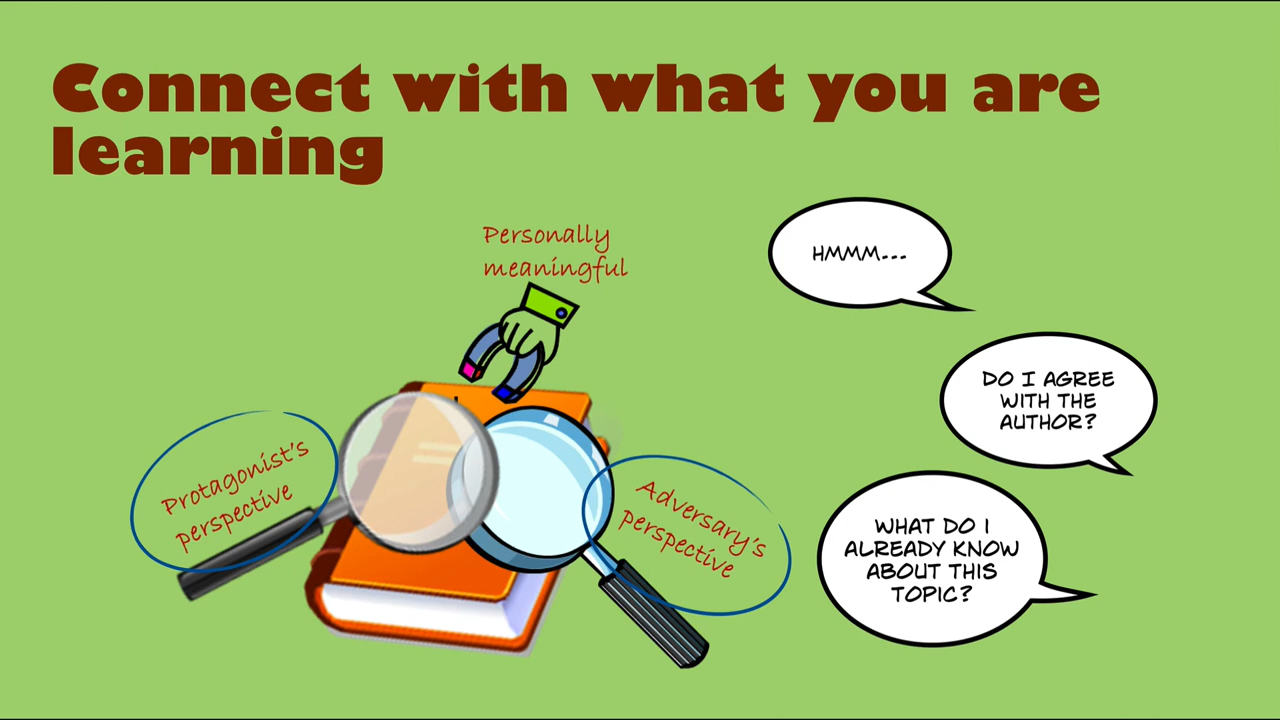 Connect with what you are
learning
Personally
meaningful
HMMM...
DO I AGREE
WITH THE
AUTHOR?
Protagonist's
perspective
Adversary's
perspective
WHAT DO I
ALREADY KNOW
ABOUT THIS
TOPIC?